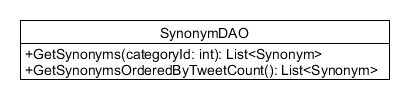 SynonymDAO
+GetSynonyms(categoryId: int): List<Synonym>
+GetSynonymsOrderedByTweetCount(): List<Synonym>